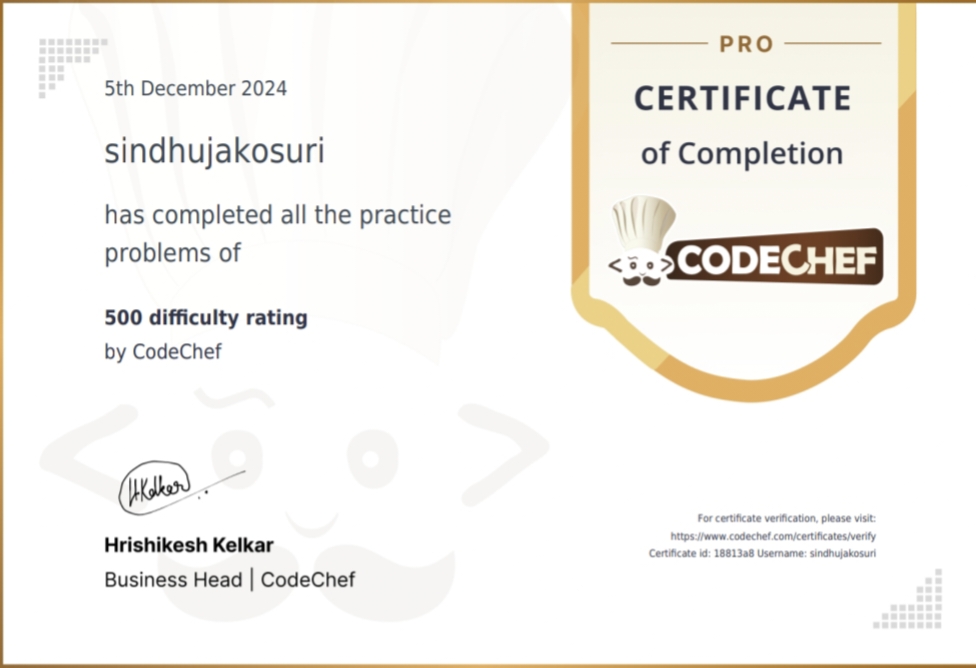 PRO
CERTIFICATE
of Completion
CODECHEF
5th December 2024
sindhujakosuri
has completed all the practice
problems of
500 difficulty rating
by CodeChef
HKelkar
Hrishikesh Kelkar
Business Head | CodeChef
For certificate verification, please visit:
https://www.codechef.com/certificates/verify
Certificate id: 18813a8 Username: sindhujakosuri